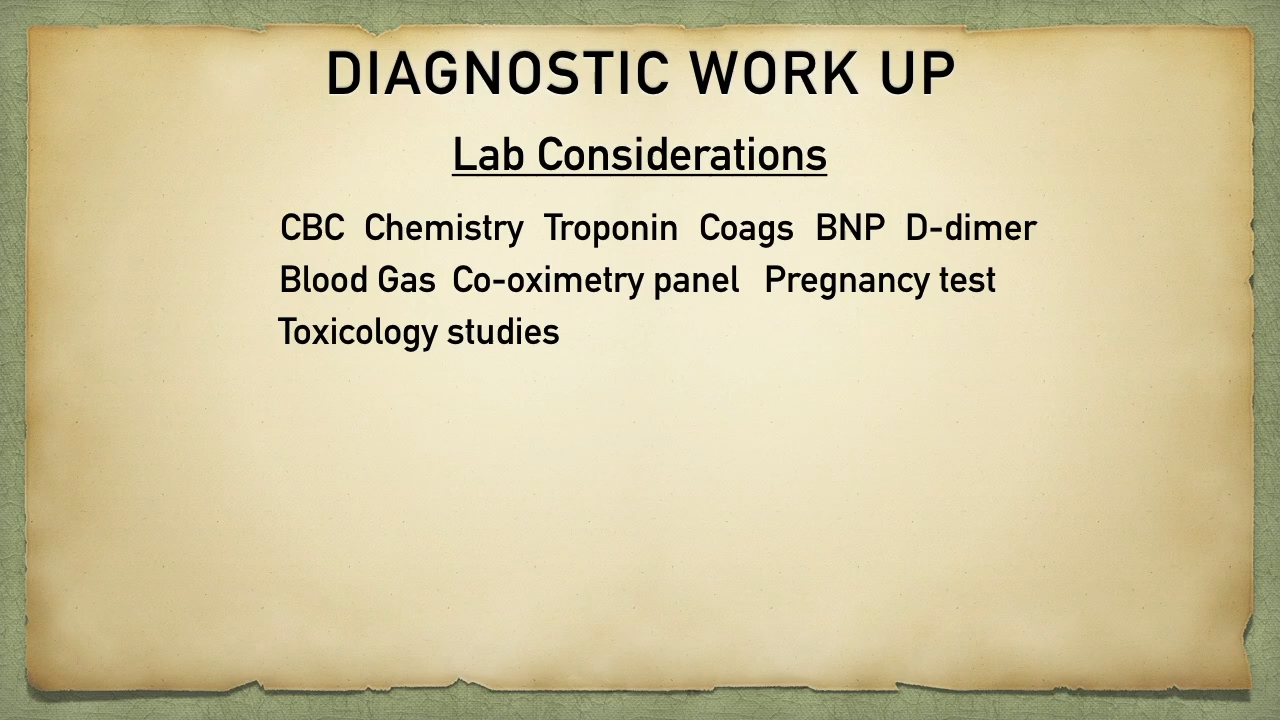 DIAGNOSTIC WORK UP
Lab Considerations
CBC Chemistry Troponin Coags BNP D-dimer
Blood Gas Co-oximetry panel Pregnancy test
Toxicology studies